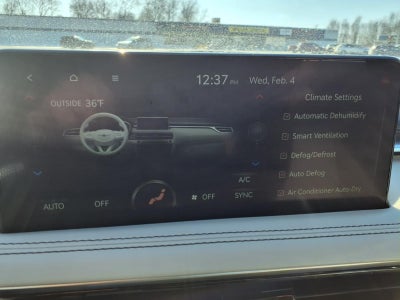 12:37 PM Wed, Feb. 4
OUTSIDE 36°F
Climate Settings
Automatic Dehumidify
Smart Ventilation
Defog/Defrost
Auto Defog
Air Conditioner Auto Dry
A/C
AUTO OFF OFF SYNC